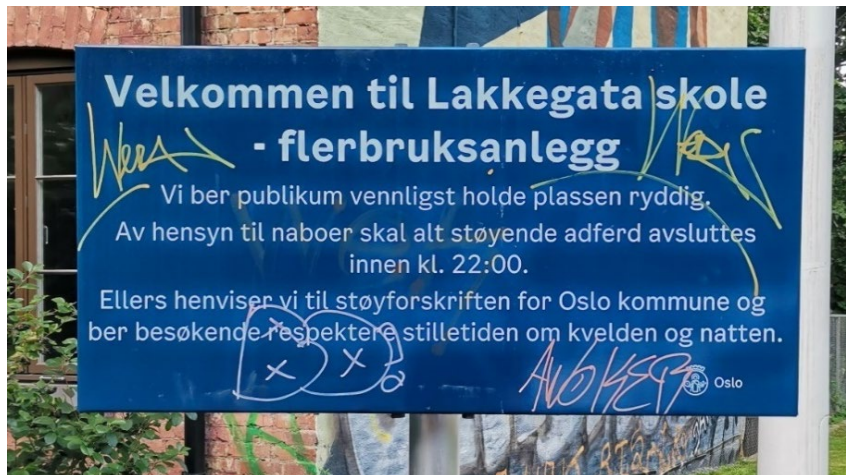 Velkommen til Lakkegata skole
- flerbruksanlegg
Vi ber publikum vennligst holde plassen ryddig.
Av hensyn til naboer skal alt støyende adferd avsluttes
innen kl. 22:00.
Ellers henviser vi til støyforskriften for Oslo kommune og
ber besøkende respektere stilletiden om kvelden og natten.
Oslo